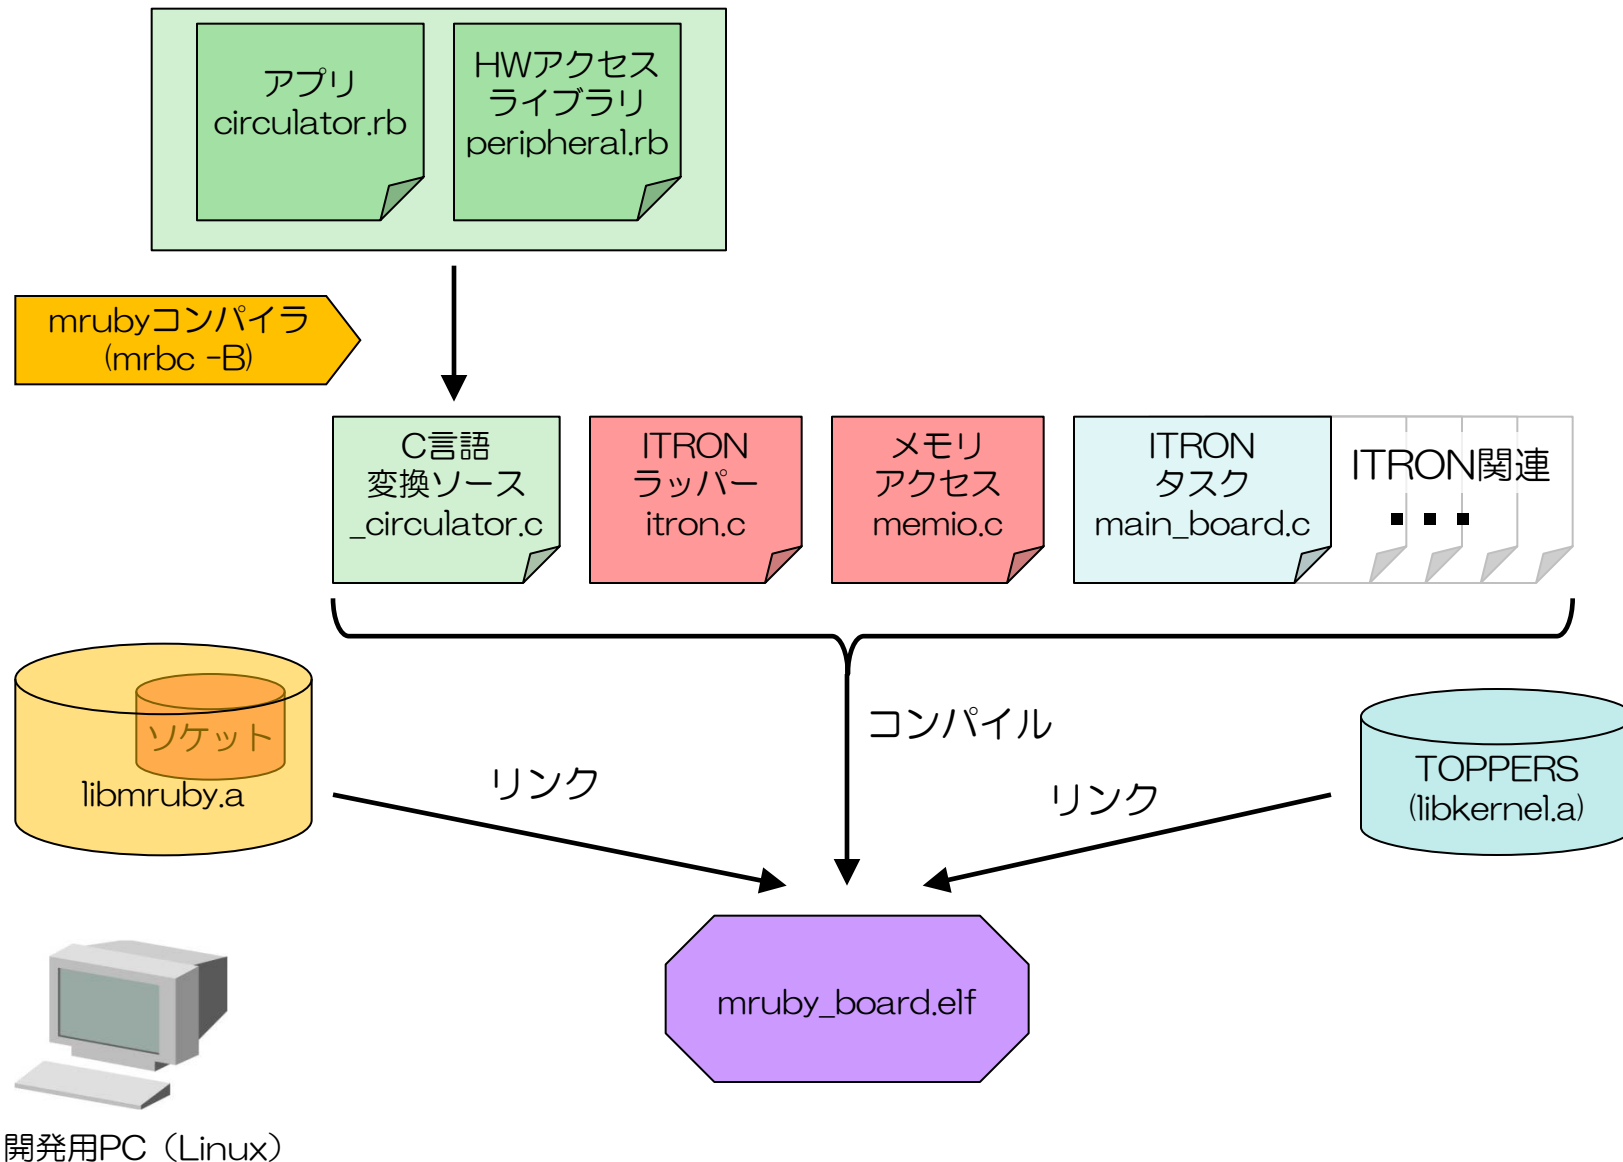 アプリ
circulator.rb
HWアクセス
ライブラリ
peripheral.rb
mrubyコンパイラ
(mrbc -B)
C言語
変換ソース
_circulator.c
ITRON
ラッパー
itron.c
メモリ
アクセス
memio.c
ITRON
タスク
main_board.c
ITRON関連
...
ソケット
libmruby.a
リンク
コンパイル
リンク
TOPPERS
(libkernel.a)
mruby_board.elf
開発用PC（Linux）